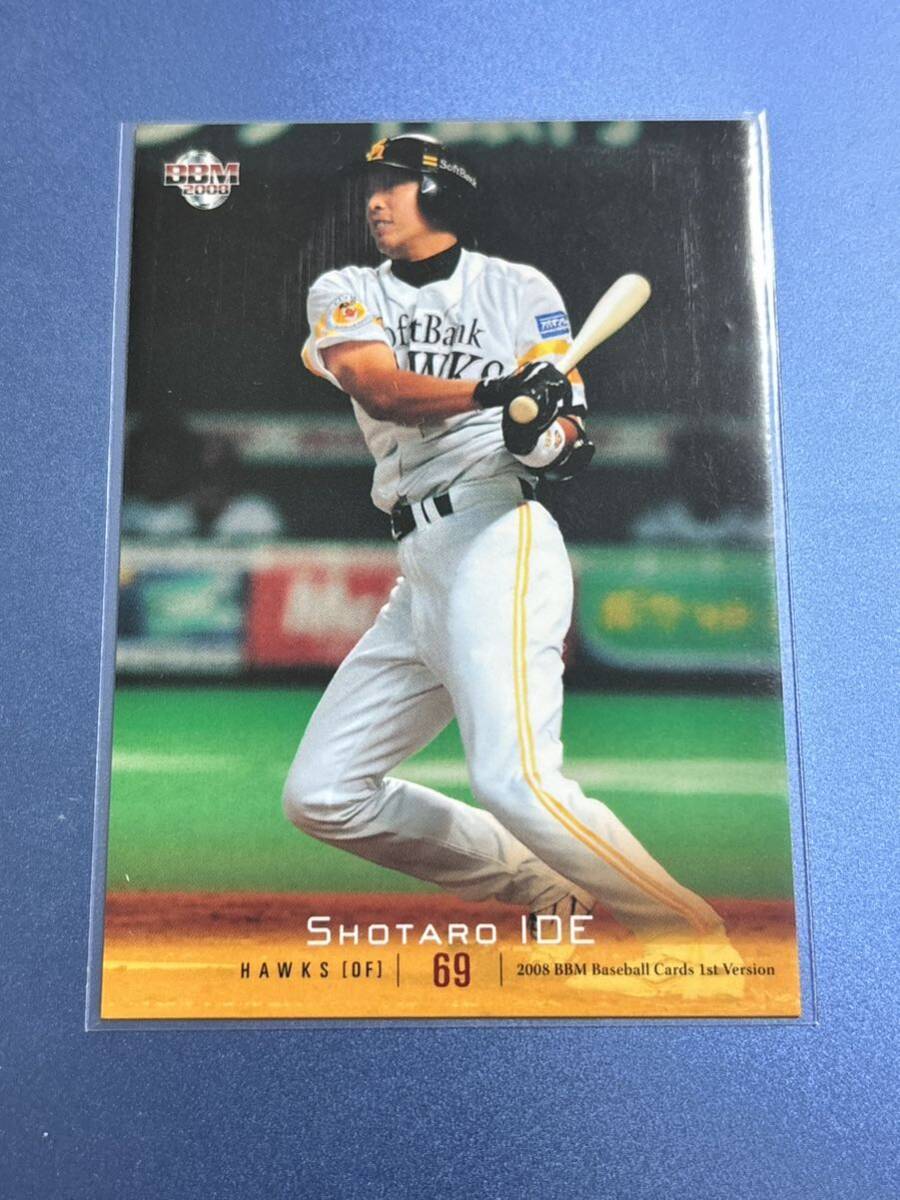 BBM
2008
SoftBank
SoftBank
HAWKS
SHOTARO IDE
HAWKS [OF] | 69 | 2008 BBM Baseball Cards 1st Version